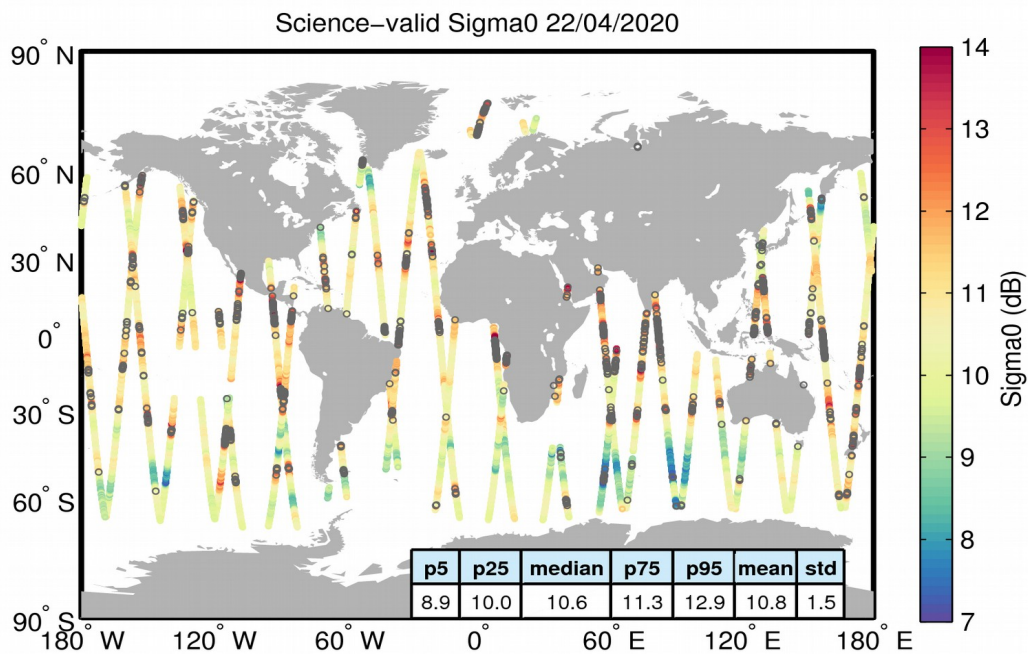 Science−valid Sigma0 22/04/2020
90° N
60° N
30° N
0°
30° S
60° S
90° S
180° W
120° W
60° W
0°
60° E
120° E
180° E
p5 p25 median p75 p95 mean std
8.9 10.0 10.6 11.3 12.9 10.8 1.5
14
13
12
11
10
9
8
7
Sigma0 (dB)